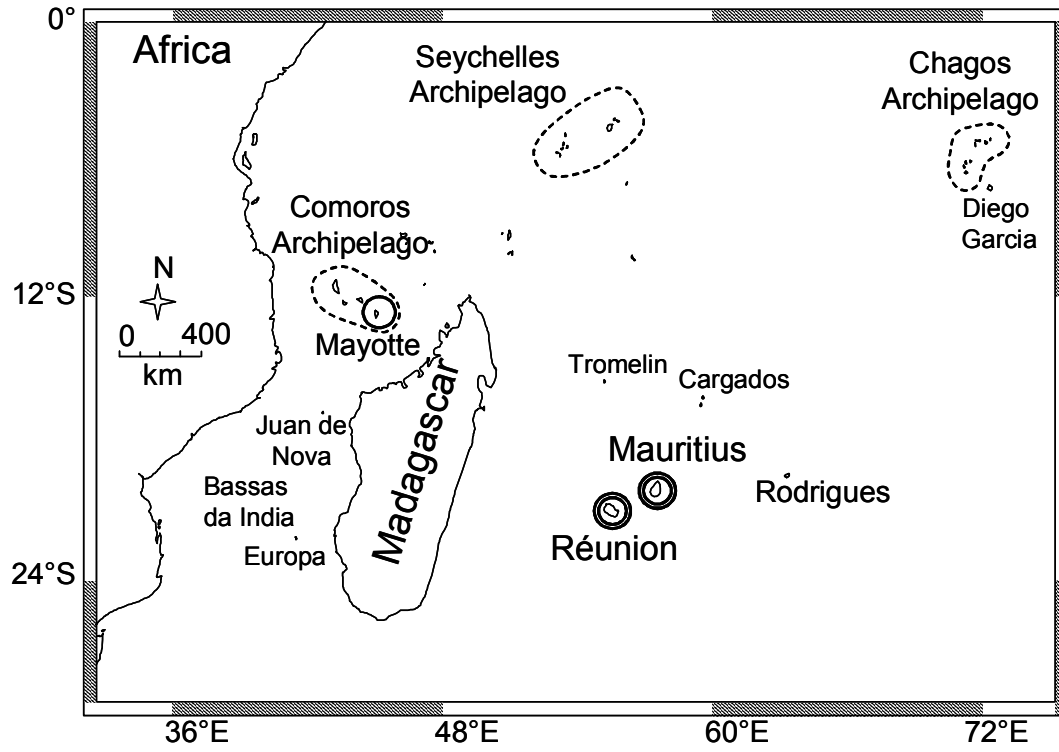 0°
Africa
Seychelles
Archipelago
Chagos
Archipelago
Diego
Garcia
Comoros
Archipelago
N
12°S
0 400
km
Mayotte
Tromelin
Cargados
Juan de
Nova
Madagascar
Mauritius
Bassas
da India
Rodrigues
Europa
Réunion
24°S
36°E 48°E 60°E 72°E